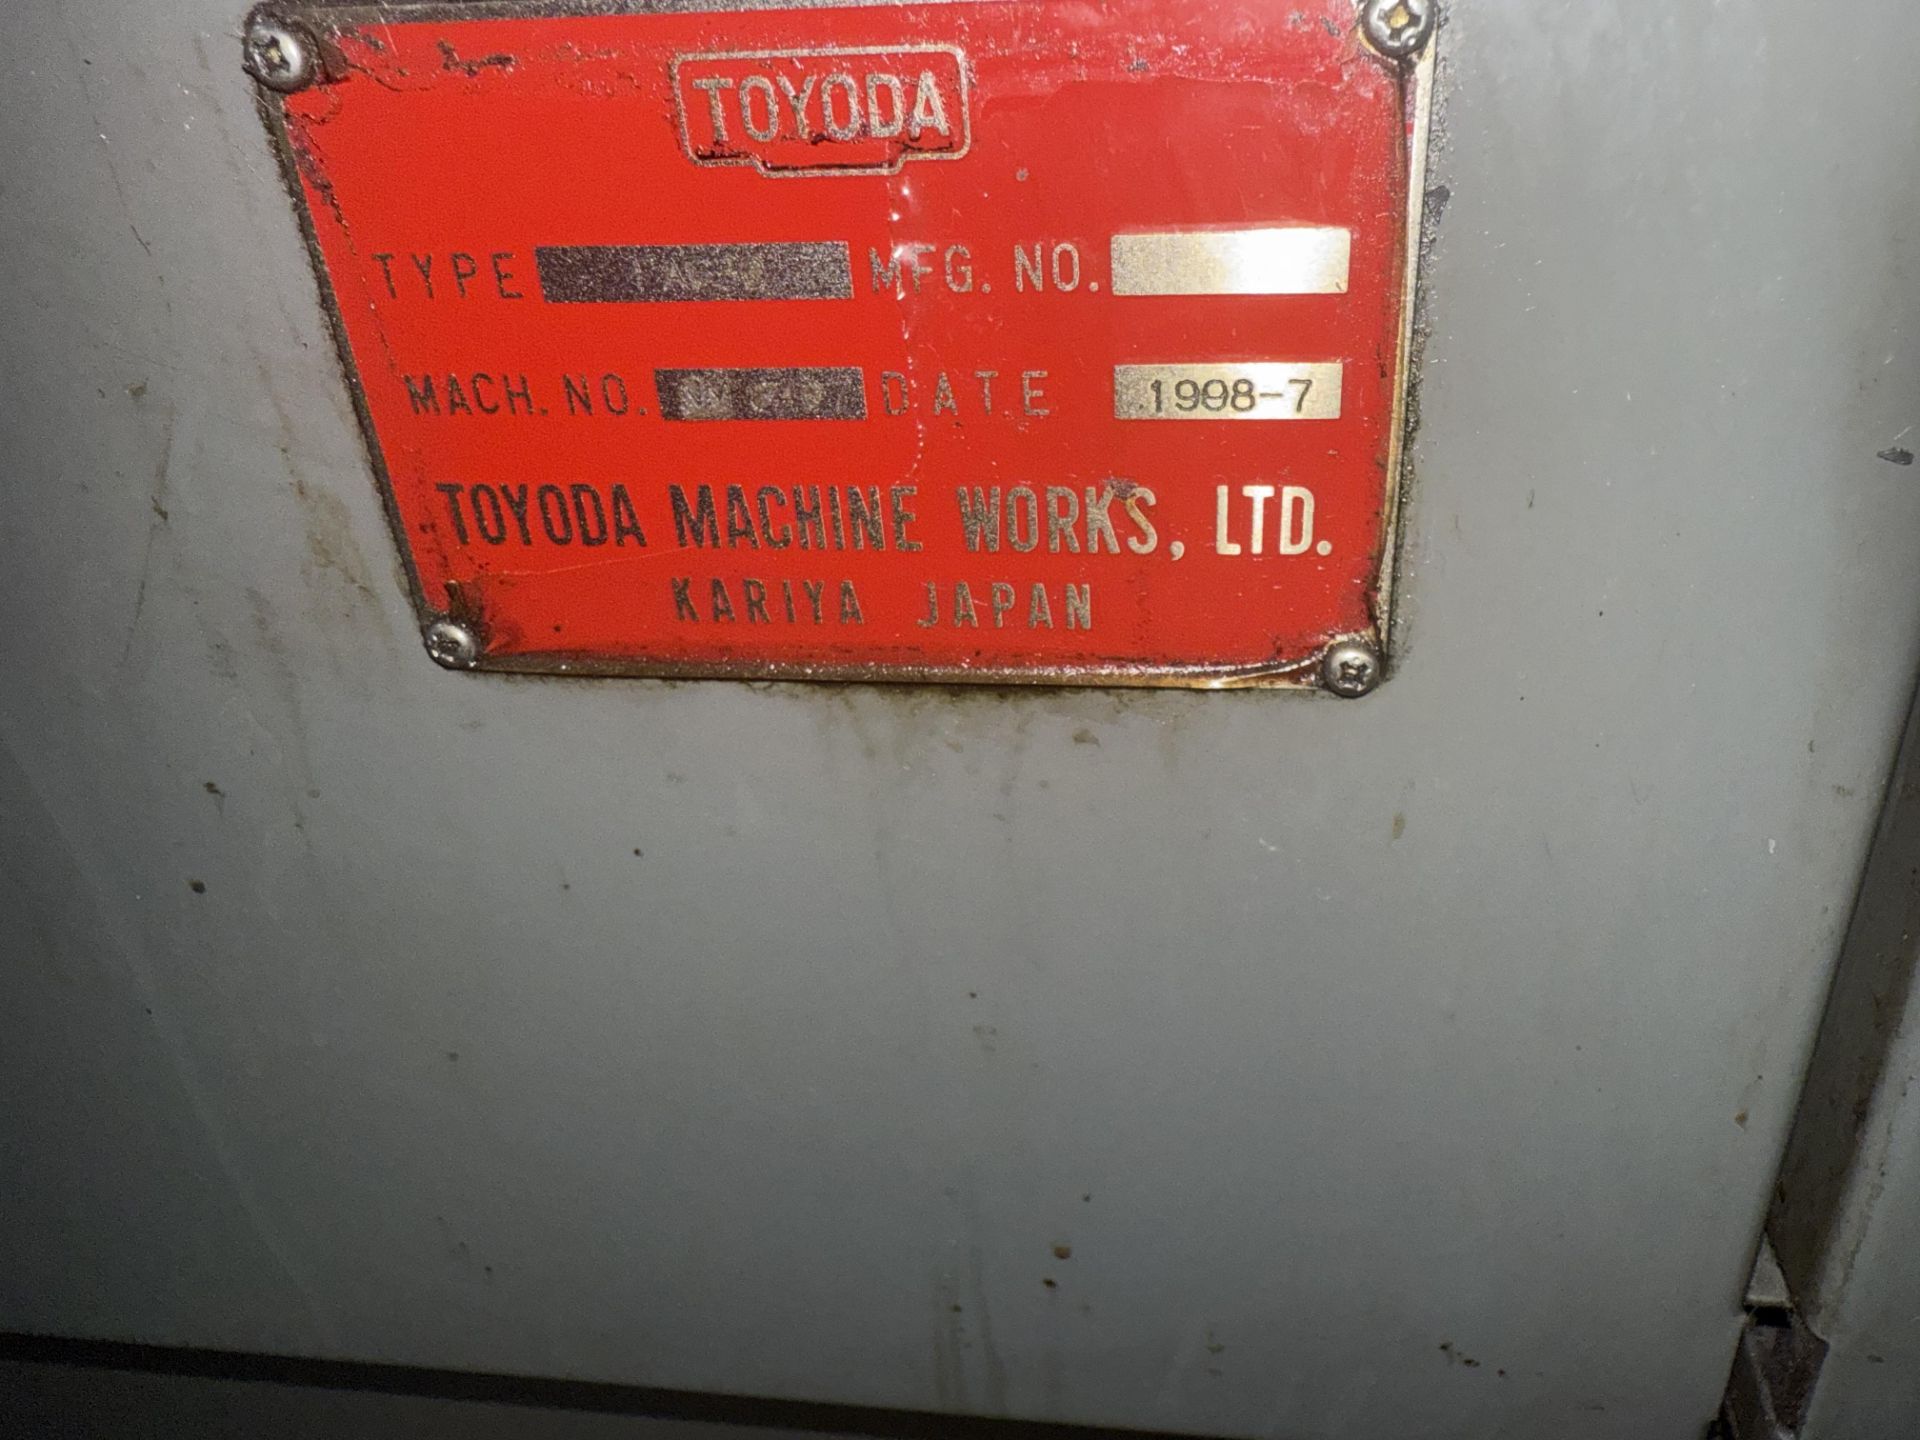 TOYODA
TYPE MFG. NO.
MACH. NO. DATE 1998-7
TOYODA MACHINE WORKS, LTD.
KARIYA JAPAN